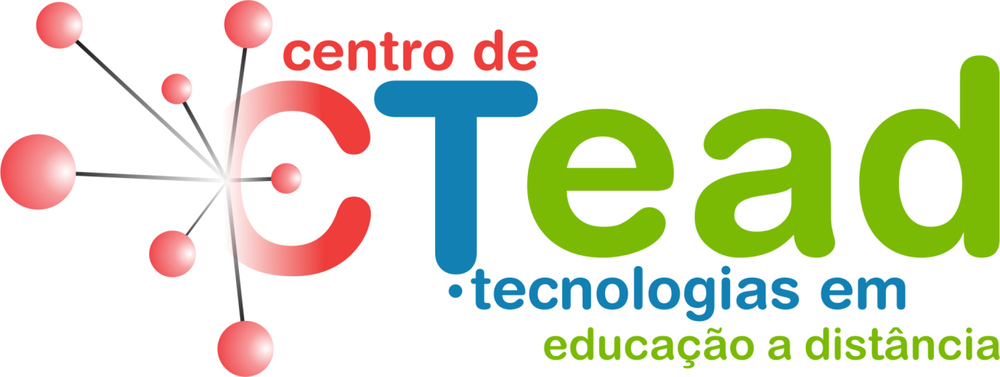 centro de
CTead
•tecnologias em
educação a distância